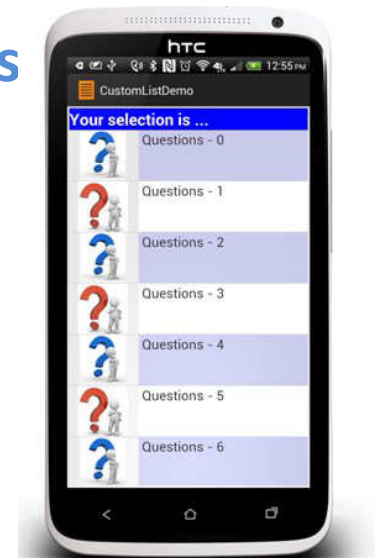 s
hTC
12:55 PM
CustomListDemo
Your selection is ...
Questions - 0
Questions - 1
Questions - 2
Questions - 3
Questions - 4
Questions - 5
Questions - 6